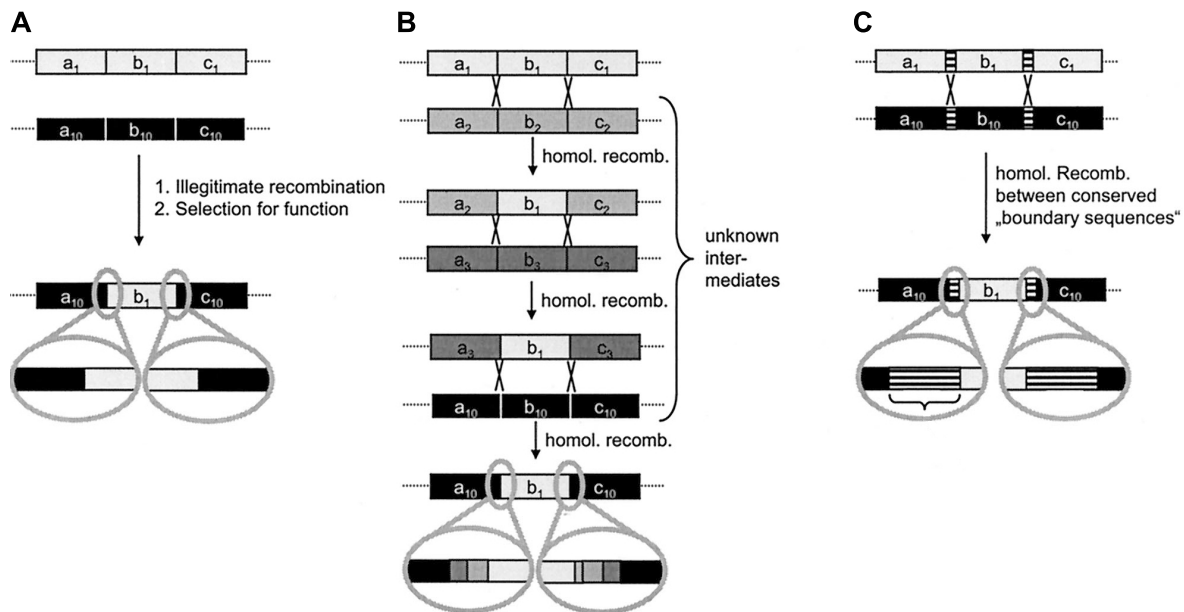 A
a1 b1 c1
a10 b10 c10
1. Illegitimate recombination
2. Selection for function
a10 b1 c10
B
a1 b1 c1
a2 b2 c2
homol. recomb.
a2 b1 c2
a3 b3 c3
homol. recomb.
a3 b1 c3
a10 b10 c10
homol. recomb.
a10 b1 c10
unknown
inter-
mediates
C
a1 b1 c1
a10 b10 c10
homol. Recomb.
between conserved
„boundary sequences“
a10 b1 c10